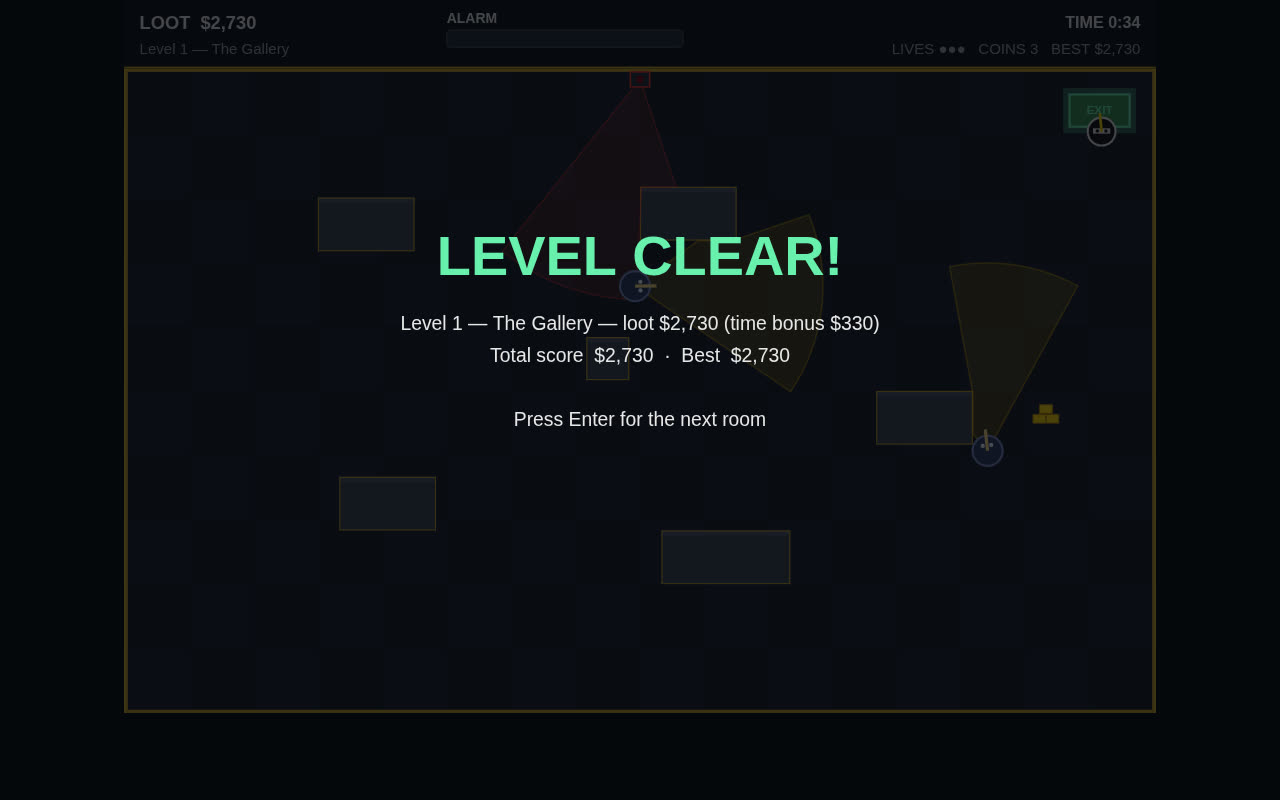 LOOT $2,730
ALARM
TIME 0:34
Level 1 — The Gallery
LIVES ●●● COINS 3 BEST $2,730
EXIT
LEVEL CLEAR!
Level 1 — The Gallery — loot $2,730 (time bonus $330)
Total score $2,730 · Best $2,730
Press Enter for the next room